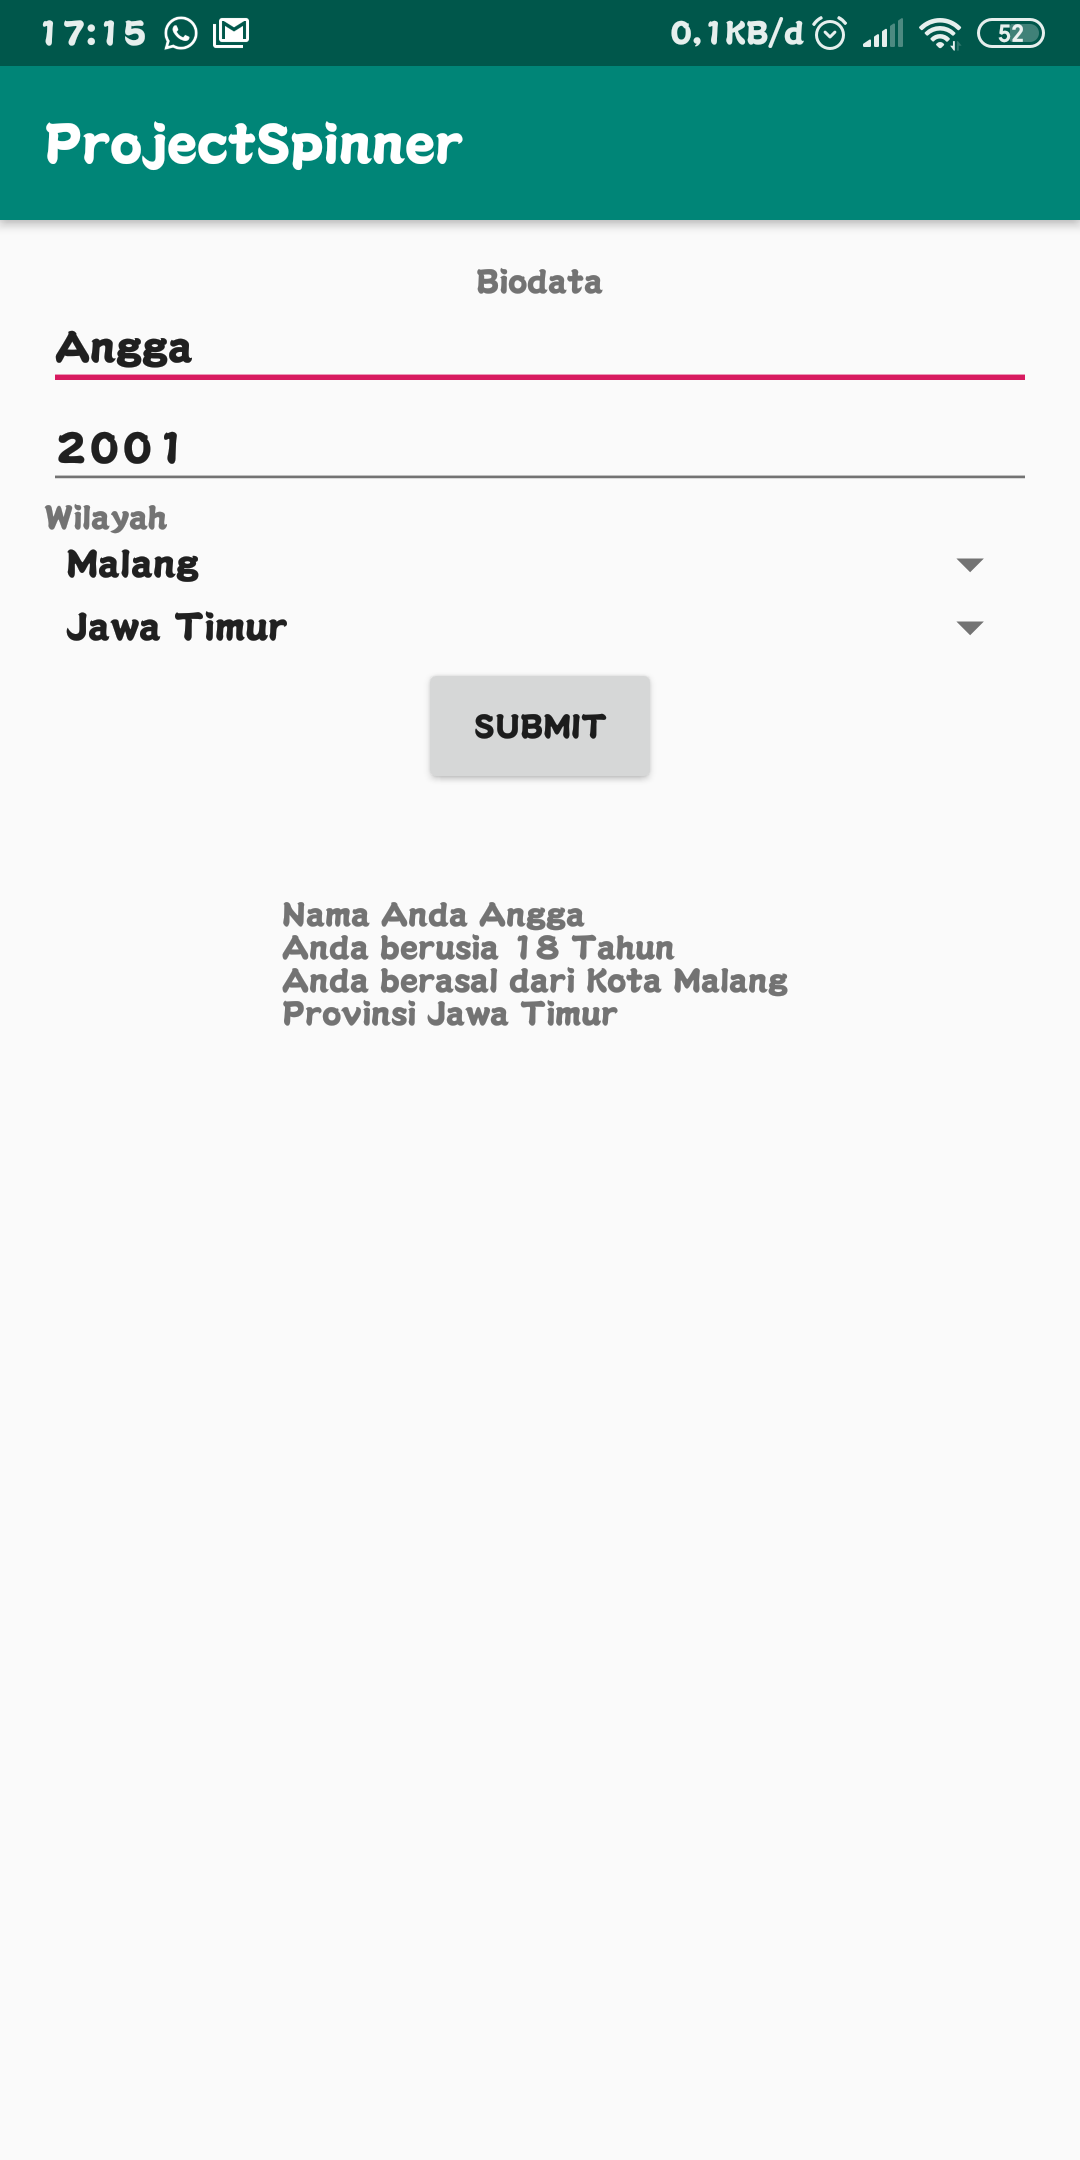 17:15 0,1KB/d 52
ProjectSpinner
Biodata
Angga
2001
Wilayah
Malang
Jawa Timur
SUBMIT
Nama Anda Angga
Anda berusia 18 Tahun
Anda berasal dari Kota Malang
Provinsi Jawa Timur